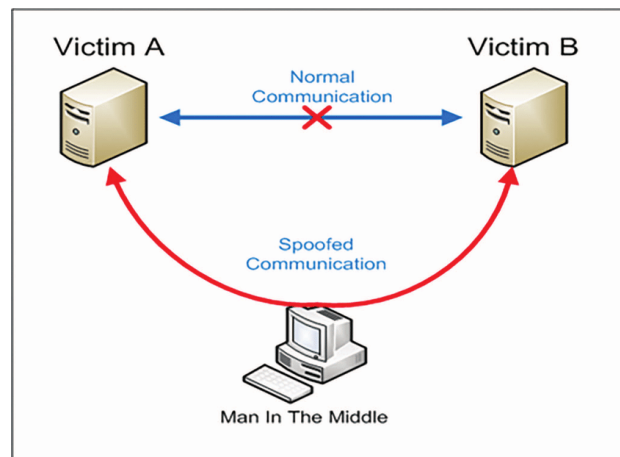 Victim A
Victim B
Normal
Communication
Spoofed
Communication
Man In The Middle